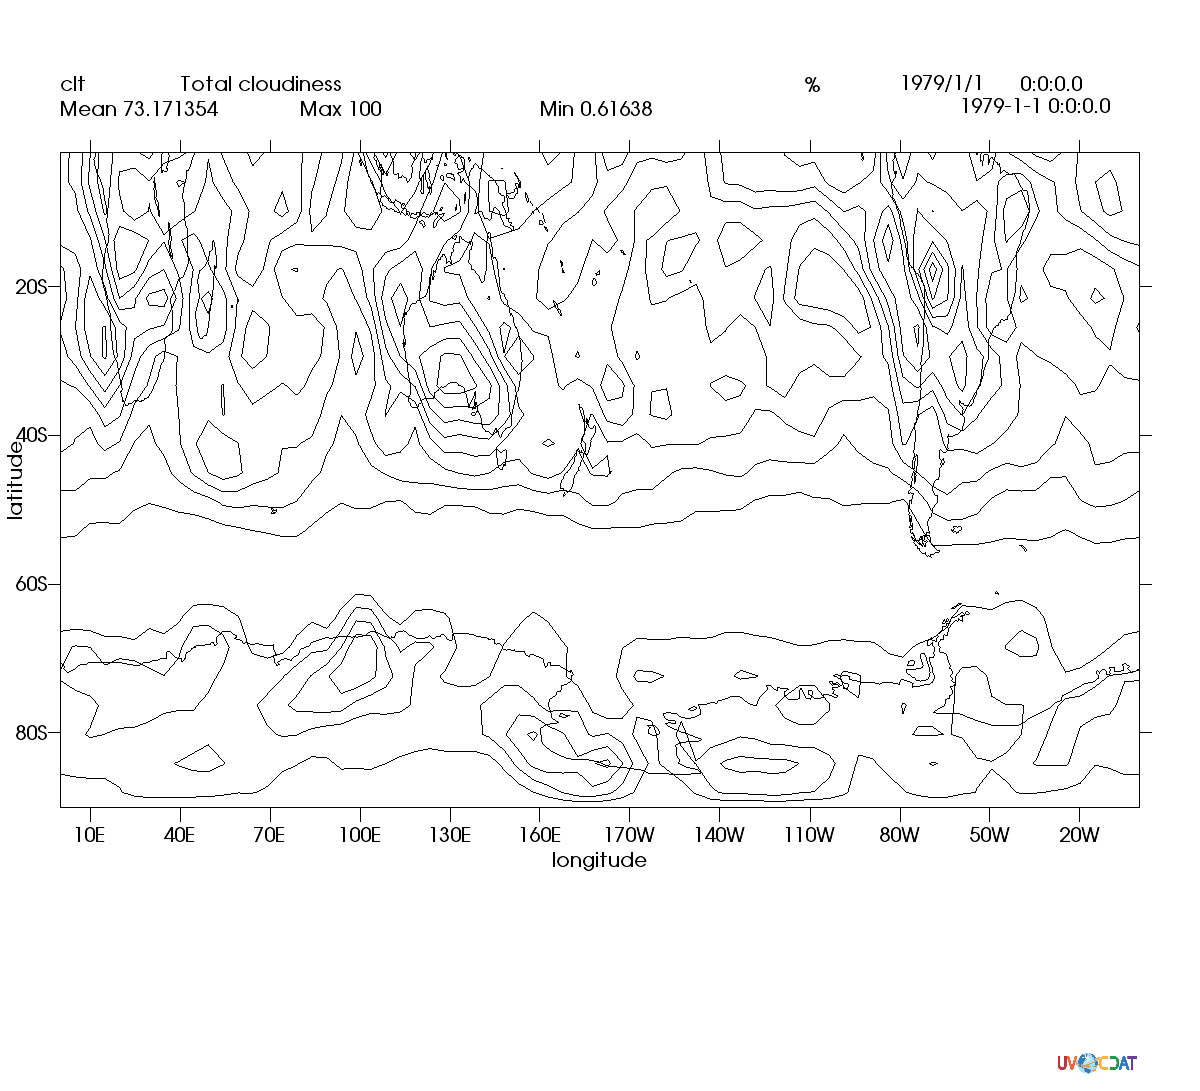 clt Total cloudiness % 1979/1/1 0:0:0.0
Mean 73.171354 Max 100 Min 0.61638 1979-1-1 0:0:0.0
20S
40S
60S
80S
latitude
10E 40E 70E 100E 130E 160E 170W 140W 110W 80W 50W 20W
longitude
UVCDAT